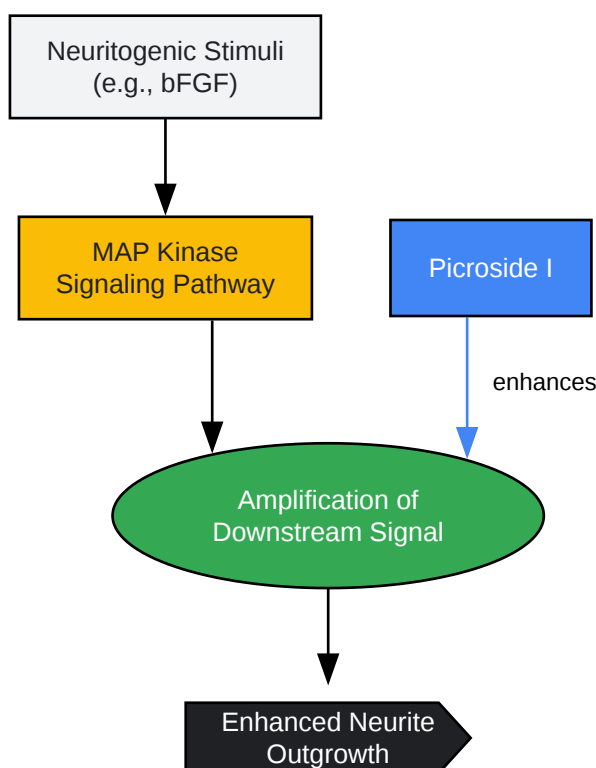 Neuritogenic Stimuli
(e.g., bFGF)
MAP Kinase
Signaling Pathway
Picroside I
enhances
Amplification of
Downstream Signal
Enhanced Neurite
Outgrowth